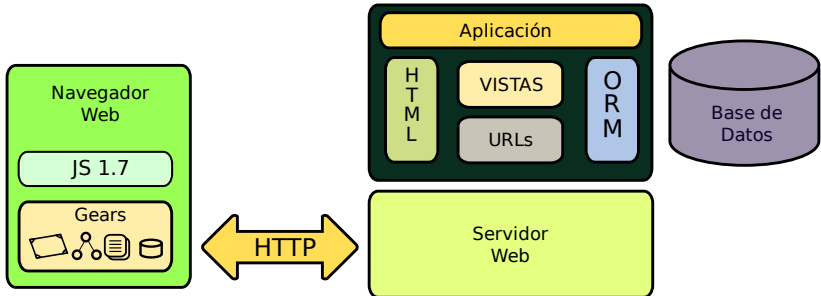 Navegador
Web
JS 1.7
Gears
HTTP
Aplicación
H
T
M
L
VISTAS
URLs
O
R
M
Servidor
Web
Base de
Datos